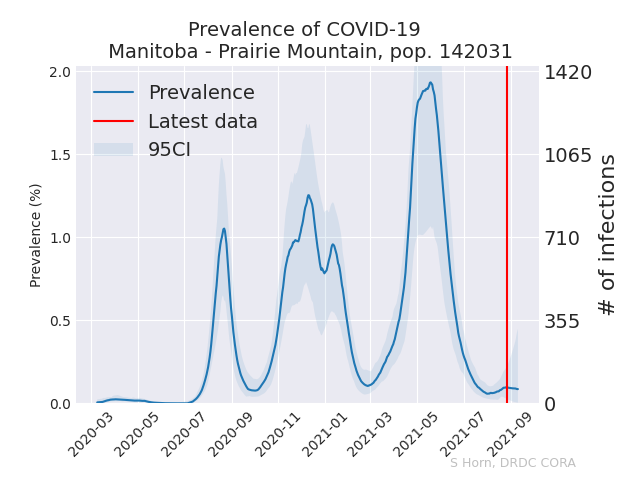 Prevalence of COVID-19
Manitoba - Prairie Mountain, pop. 142031
Prevalence
Latest data
95CI
2.0
1.5
1.0
0.5
0.0
Prevalence (%)
1420
1065
710
355
0
# of infections
2020-03
2020-05
2020-07
2020-09
2020-11
2021-01
2021-03
2021-05
2021-07
2021-09
S Horn, DRDC CORA